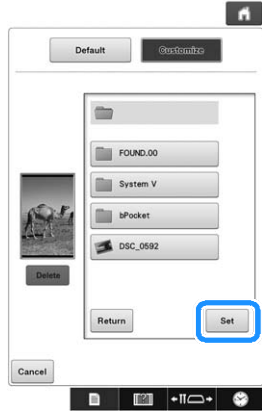 Default Customize
FOUND.00
System V
bPocket
DSC_0592
Delete
Return Set
Cancel